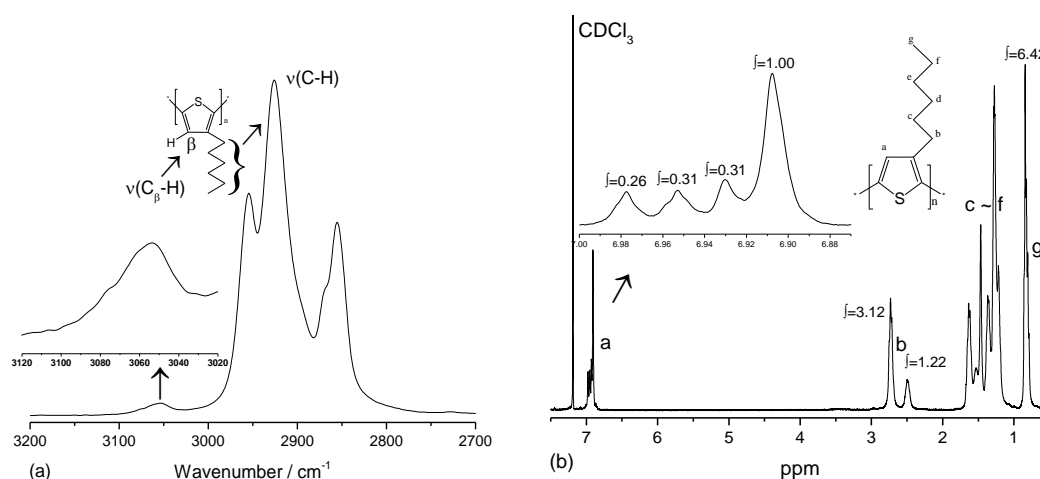 ν(C-H)
S
n
H
β
}
ν(Cβ-H)
3120 3100 3080 3060 3040 3020
3200 3100 3000 2900 2800 2700
(a)
Wavenumber / cm-1
CDCl3
∫=1.00
∫=0.26
∫=0.31
∫=0.31
7.00 6.98 6.96 6.94 6.92 6.90 6.88
g
f
e
d
c
b
a
S
n
∫=6.42
c ~ f
g
a
∫=3.12
b
∫=1.22
7 6 5 4 3 2 1
(b)
ppm